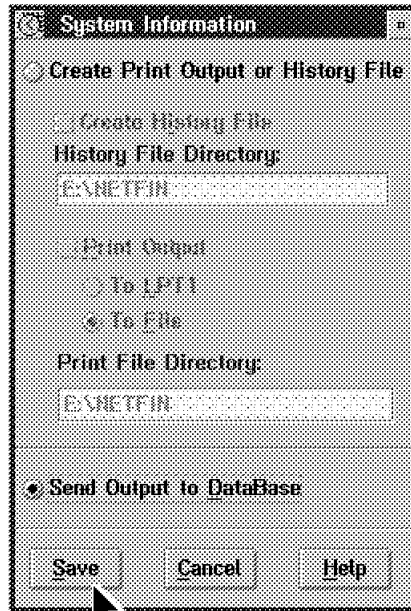 System Information
Create Print Output or History File
Create History File
History File Directory:
E:\NETFIN
Print Output
To LPT1
To File
Print File Directory:
E:\NETFIN
Send Output to DataBase
Save Cancel Help